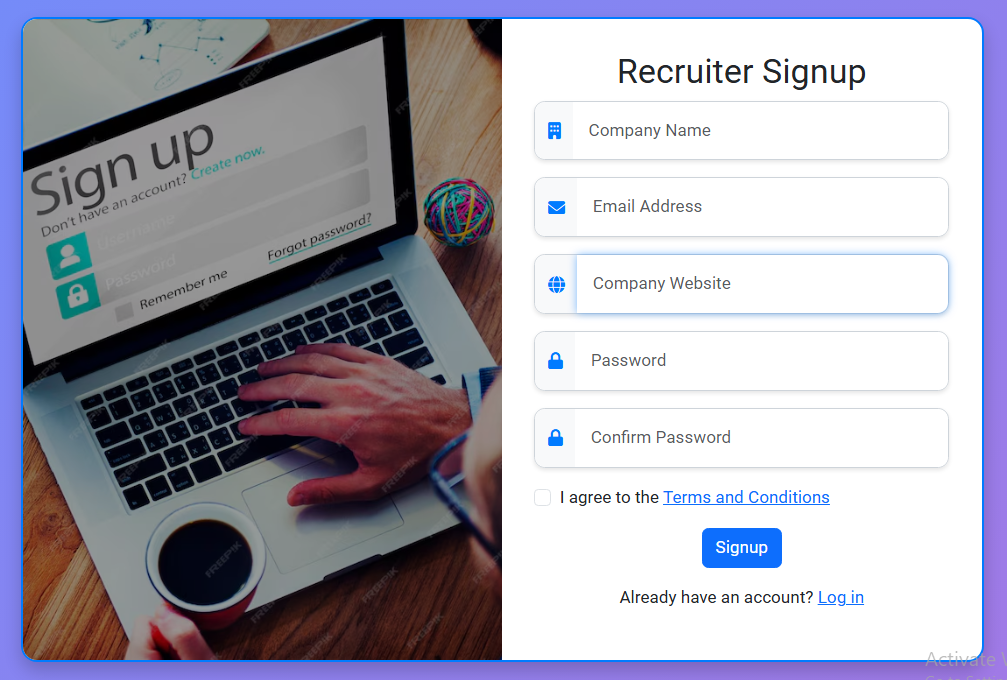 Sign up
Don't have an account? Create now.
Username
Password
Remember me
Forgot password?
Recruiter Signup
Company Name
Email Address
Company Website
Password
Confirm Password
I agree to the Terms and Conditions
Signup
Already have an account? Log in
Activate
FREEPIK